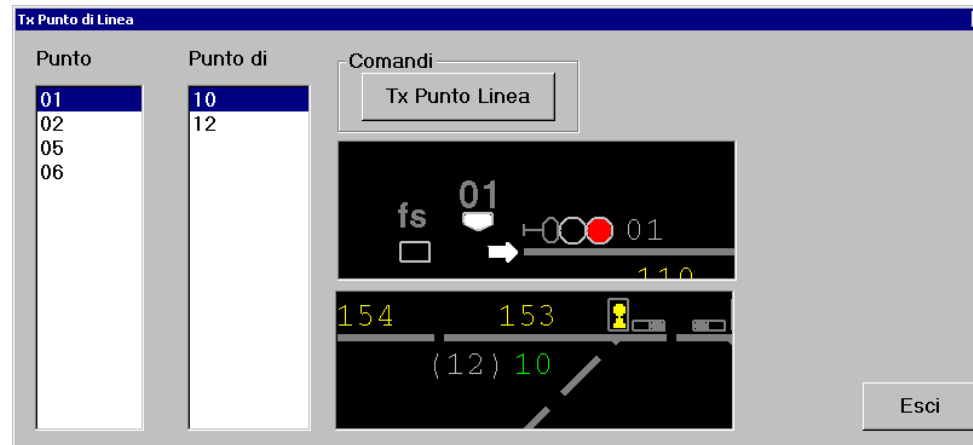 Tx Punto di Linea
Punto
Punto di
Comandi
01
02
05
06
10
12
Tx Punto Linea
fs
01
01
110
154
153
(12) 10
Esci